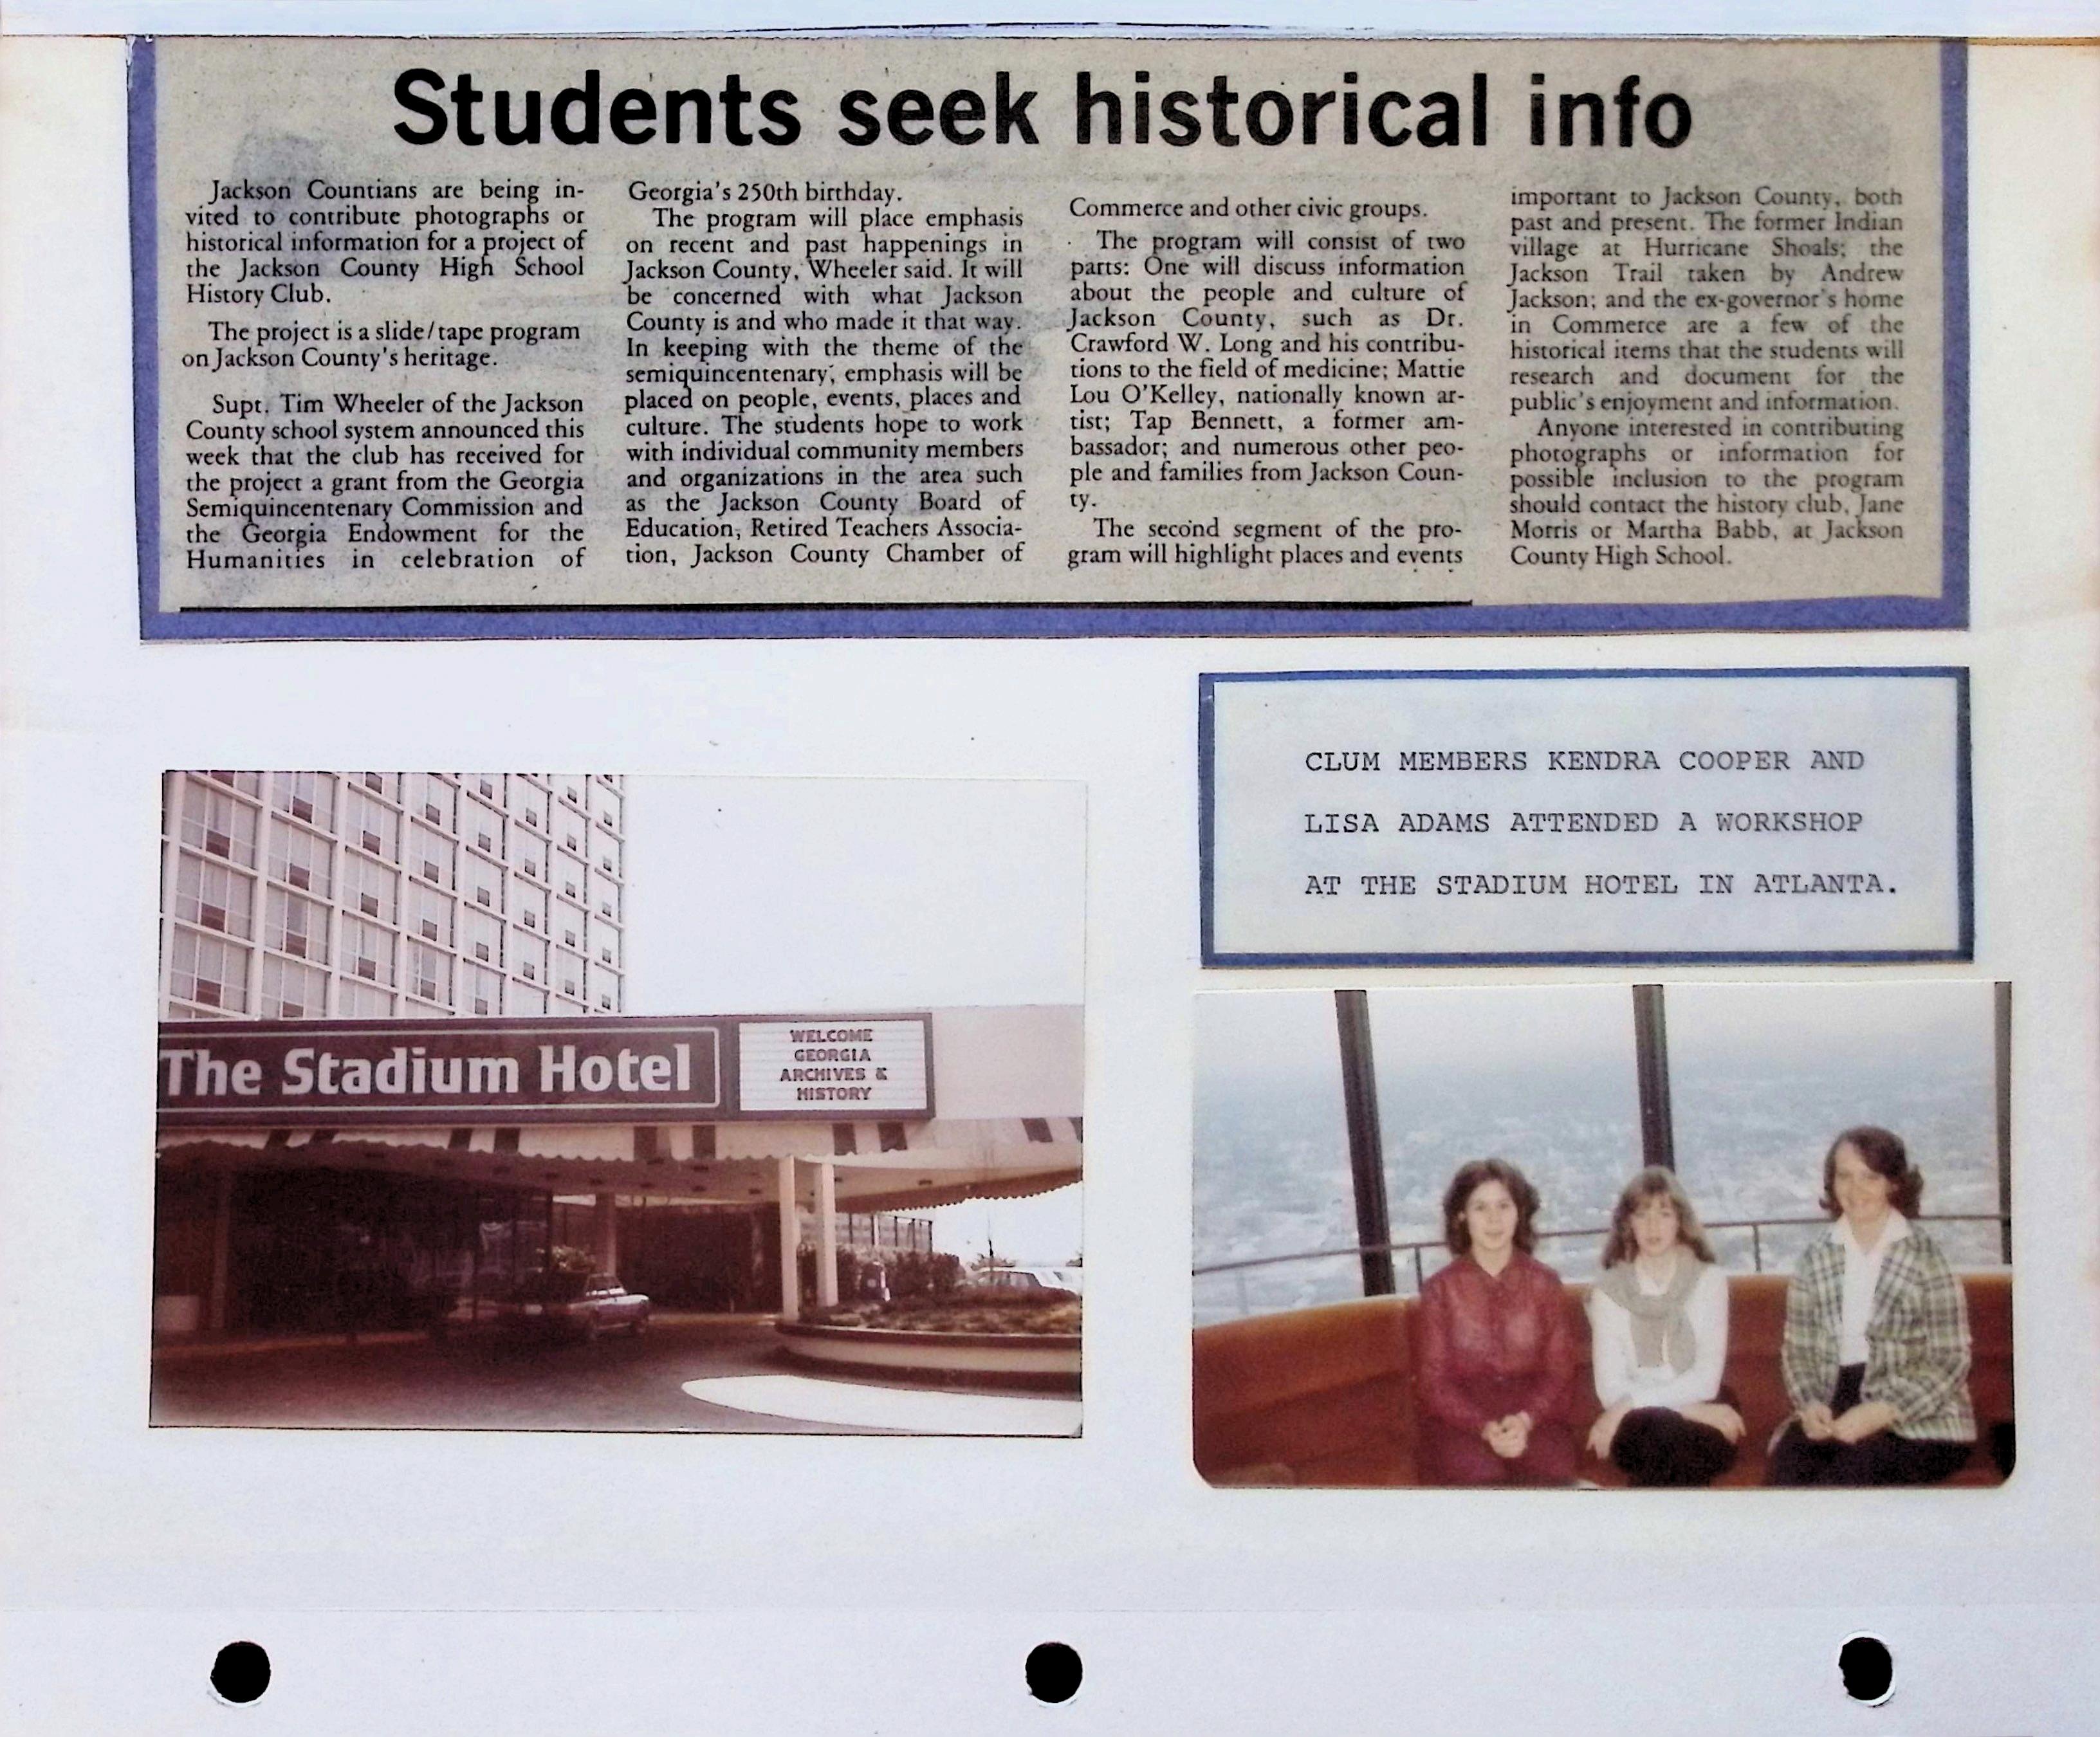 Students seek historical info
Jackson Countians are being in-
vited to contribute photographs or
historical information for a project of
the Jackson County High School
History Club.
The project is a slide/tape program
on Jackson County's heritage.
Supt. Tim Wheeler of the Jackson
County school system announced this
week that the club has received for
the project a grant from the Georgia
Semiquincentenary Commission and
the Georgia Endowment for the
Humanities in celebration of
Georgia's 250th birthday.
The program will place emphasis
on recent and past happenings in
Jackson County, Wheeler said. It will
be concerned with what Jackson
County is and who made it that way.
In keeping with the theme of the
semiquincentenary, emphasis will be
placed on people, events, places and
culture. The students hope to work
with individual community members
and organizations in the area such
as the Jackson County Board of
Education, Retired Teachers Associa-
tion, Jackson County Chamber of
Commerce and other civic groups.
The program will consist of two
parts: One will discuss information
about the people and culture of
Jackson County, such as Dr.
Crawford W. Long and his contribu-
tions to the field of medicine; Mattie
Lou O'Kelley, nationally known ar-
tist; Tap Bennett, a former am-
bassador; and numerous other peo-
ple and families from Jackson Coun-
ty.
The second segment of the pro-
gram will highlight places and events
important to Jackson County, both
past and present. The former Indian
village at Hurricane Shoals; the
Jackson Trail taken by Andrew
Jackson; and the ex-governor's home
in Commerce are a few of the
historical items that the students will
research and document for the
public's enjoyment and information.
Anyone interested in contributing
photographs or information for
possible inclusion to the program
should contact the history club, Jane
Morris or Martha Babb, at Jackson
County High School.
CLUM MEMBERS KENDRA COOPER AND
LISA ADAMS ATTENDED A WORKSHOP
AT THE STADIUM HOTEL IN ATLANTA.
The Stadium Hotel
WELCOME
GEORGIA
ARCHIVES &
HISTORY